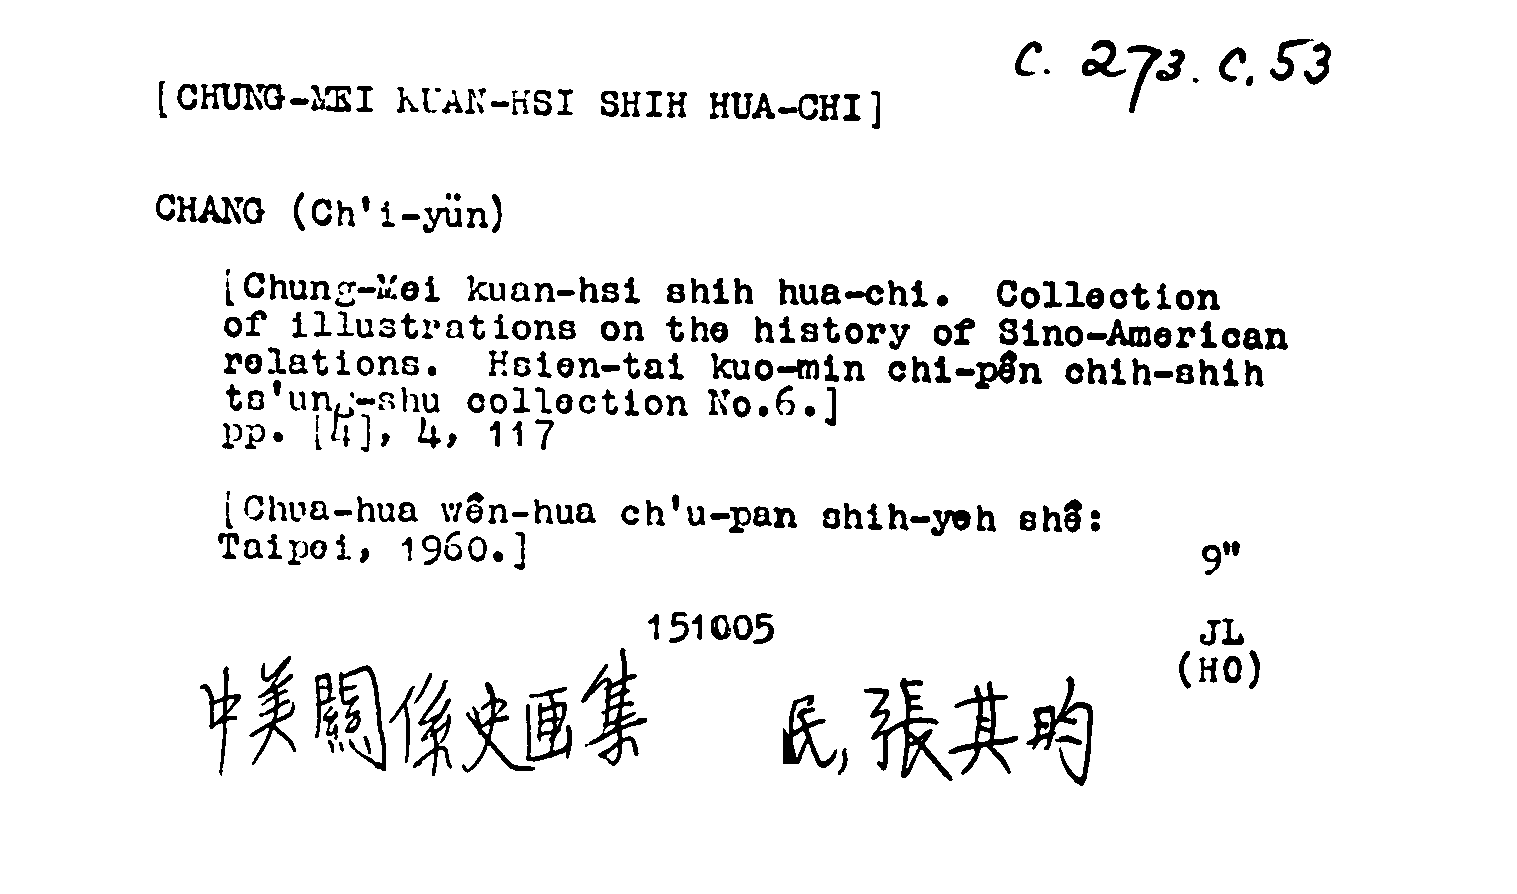 C. 273. C. 53
[CHUNG-MEI KUAN-HSI SHIH HUA-CHI]
CHANG (Ch'i-yün)
[Chung-Mei kuan-hsi shih hua-chi. Collection
of illustrations on the history of Sino-American
relations. Hsien-tai kuo-min chi-pên chih-shih
ts'ung-shu collection No.6.]
pp. [4], 4, 117
[Chua-hua wên-hua ch'u-pan shih-yeh shê:
Taipei, 1960.]
9"
151005
JL
(HO)
中美關係史画集 民, 張其昀